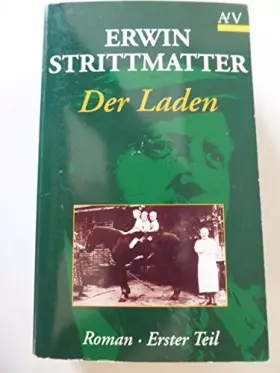 AtV
ERWIN
STRITTMATTER
Der Laden
Roman · Erster Teil